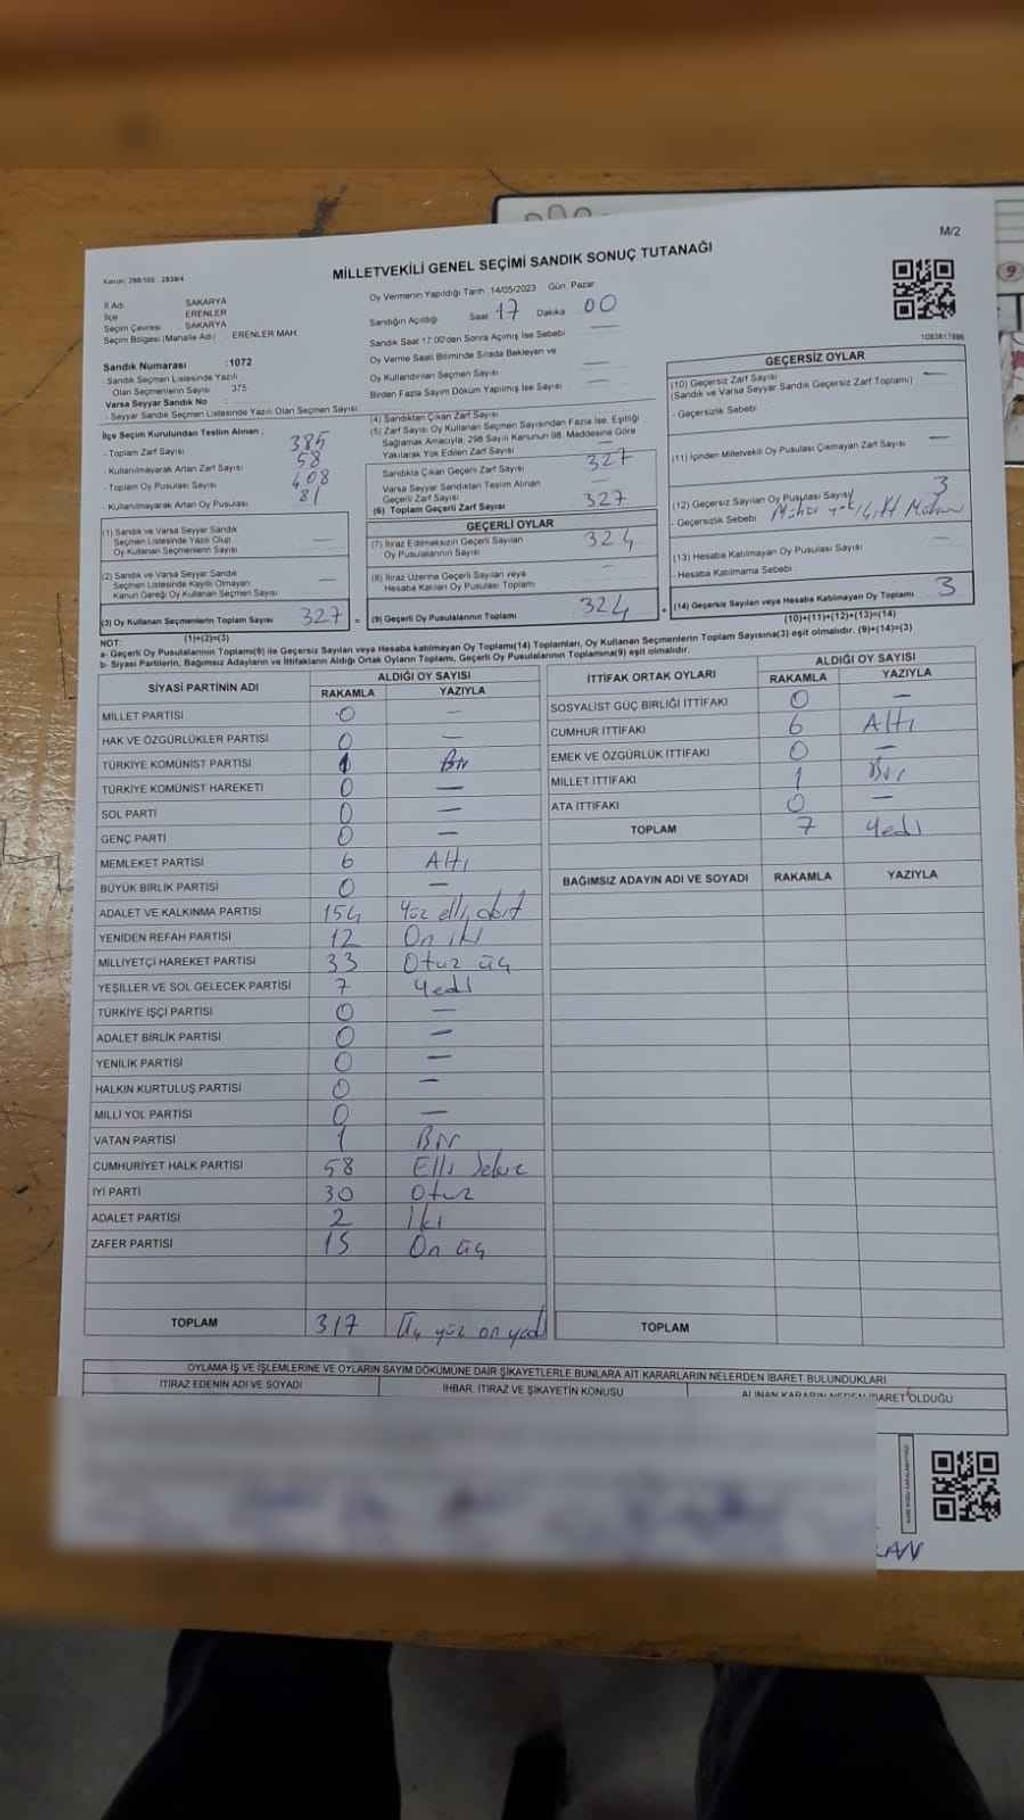 M/2
MİLLETVEKİLİ GENEL SEÇİMİ SANDIK SONUÇ TUTANAĞI
İl Adı SAKARYA
İlçe ERENLER
Seçim Çevresi SAKARYA
Seçim Bölgesi (Mahalle Adı) ERENLER MAH.
Sandık Numarası :1072
Sandık Seçmen Listesinde Yazılı
Olan Seçmenlerin Sayısı 375
Varsa Seyyar Sandık No
- Seyyar Sandık Seçmen Listesinde Yazılı Olan Seçmen Sayısı
İlçe Seçim Kurulundan Teslim Alınan :
- Toplam Zarf Sayısı 385
- Kullanılmayarak Artan Zarf Sayısı 58
- Toplam Oy Pusulası Sayısı 408
- Kullanılmayarak Artan Oy Pusulası 81
(1) Sandık ve Varsa Seyyar Sandık
Seçmen Listesinde Yazılı Olup
Oy Kullanan Seçmenlerin Sayısı —
(2) Sandık ve Varsa Seyyar Sandık
Seçmen Listesinde Kayıtlı Olmayan
Kanun Gereği Oy Kullanan Seçmen Sayısı —
(3) Oy Kullanan Seçmenlerin Toplam Sayısı 327 =
(1)+(2)=(3)
Oy Vermenin Yapıldığı Tarih :14/05/2023 Gün: Pazar
Sandığın Açıldığı Saat 17 Dakika 00
Sandık Saat 17:00'den Sonra Açılmış İse Sebebi —
Oy Verme Saati Bitiminde Sırada Bekleyen ve
Oy Kullandırılan Seçmen Sayısı —
Birden Fazla Sayım Döküm Yapılmış İse Sayısı —
(4) Sandıktan Çıkan Zarf Sayısı
(5) Zarf Sayısı Oy Kullanan Seçmen Sayısından Fazla İse, Eşitliği
Sağlamak Amacıyla, 298 Sayılı Kanunun 98. Maddesine Göre
Yakılarak Yok Edilen Zarf Sayısı —
Sandıkta Çıkan Geçerli Zarf Sayısı 327
Varsa Seyyar Sandıktan Teslim Alınan
Geçerli Zarf Sayısı —
(6) Toplam Geçerli Zarf Sayısı 327
GEÇERLİ OYLAR
(7) İtiraz Edilmeksizin Geçerli Sayılan
Oy Pusulalarının Sayısı 324
(8) İtiraz Üzerine Geçerli Sayılan veya
Hesaba Katılan Oy Pusulası Toplamı —
(9) Geçerli Oy Pusulası Toplamı 324 +
GEÇERSİZ OYLAR
(10) Geçersiz Zarf Sayısı —
(Sandık ve Varsa Seyyar Sandık Geçersiz Zarf Toplamı)
- Geçersizlik Sebebi
(11) İçinden Milletvekili Oy Pusulası Çıkmayan Zarf Sayısı —
(12) Geçersiz Sayılan Oy Pusulası Sayısı 3
- Geçersizlik Sebebi Mühür yok / Çift Mühür
(13) Hesaba Katılmayan Oy Pusulası Sayısı —
- Hesaba Katılmama Sebebi
(14) Geçersiz Sayılan veya Hesaba Katılmayan Oy Toplamı 3
(10)+(11)+(12)+(13)=(14)
NOT:
a- Geçerli Oy Pusulalarının Toplamı(9) ile Geçersiz Sayılan veya Hesaba katılmayan Oy Toplamı(14) Toplamları, Oy Kullanan Seçmenlerin Toplam Sayısına(3) eşit olmalıdır. (9)+(14)=(3)
b- Siyasi Partilerin, Bağımsız Adayların ve İttifakların Aldığı Ortak Oyların Toplamı, Geçerli Oy Pusulalarının Toplamına(9) eşit olmalıdır.
SİYASİ PARTİNİN ADI ALDIĞI OY SAYISI
RAKAMLA YAZIYLA
MİLLET PARTİSİ 0 —
HAK VE ÖZGÜRLÜKLER PARTİSİ 0 —
TÜRKİYE KOMÜNİST PARTİSİ 1 Bir
TÜRKİYE KOMÜNİST HAREKETİ 0 —
SOL PARTİ 0 —
GENÇ PARTİ 0 —
MEMLEKET PARTİSİ 6 Altı
BÜYÜK BİRLİK PARTİSİ 0 —
ADALET VE KALKINMA PARTİSİ 154 Yüz elli dört
YENİDEN REFAH PARTİSİ 12 On iki
MİLLİYETÇİ HAREKET PARTİSİ 33 Otuz üç
YEŞİLLER VE SOL GELECEK PARTİSİ 7 Yedi
TÜRKİYE İŞÇİ PARTİSİ 0 —
ADALET BİRLİK PARTİSİ 0 —
YENİLİK PARTİSİ 0 —
HALKIN KURTULUŞ PARTİSİ 0 —
MİLLİ YOL PARTİSİ 0 —
VATAN PARTİSİ 1 Bir
CUMHURİYET HALK PARTİSİ 58 Elli Sekiz
İYİ PARTİ 30 Otuz
ADALET PARTİSİ 2 İki
ZAFER PARTİSİ 15 On üç
TOPLAM 317 Üç yüz on yedi
İTTİFAK ORTAK OYLARI ALDIĞI OY SAYISI
RAKAMLA YAZIYLA
SOSYALİST GÜÇ BİRLİĞİ İTTİFAKI 0 —
CUMHUR İTTİFAKI 6 Altı
EMEK VE ÖZGÜRLÜK İTTİFAKI 0 —
MİLLET İTTİFAKI 1 Bir
ATA İTTİFAKI 0 —
TOPLAM 7 Yedi
BAĞIMSIZ ADAYIN ADI VE SOYADI RAKAMLA YAZIYLA
TOPLAM
OYLAMA İŞ VE İŞLEMLERİNE VE OYLARIN SAYIM DÖKÜMÜNE DAİR ŞİKAYETLERLE BUNLARA AİT KARARLARIN NELERDEN İBARET BULUNDUKLARI
İTİRAZ EDENİN ADI VE SOYADI İHBAR, İTİRAZ VE ŞİKAYETİN KONUSU ALINAN KARARIN NEDEN İBARET OLDUĞU